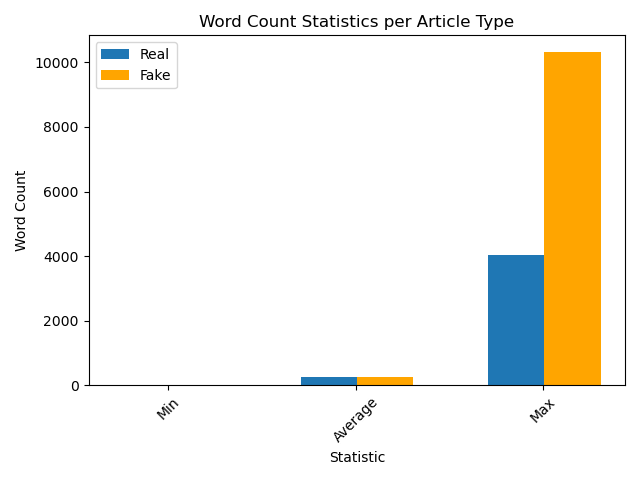 Word Count Statistics per Article Type
Real
Fake
Word Count
10000
8000
6000
4000
2000
0
Min
Average
Max
Statistic